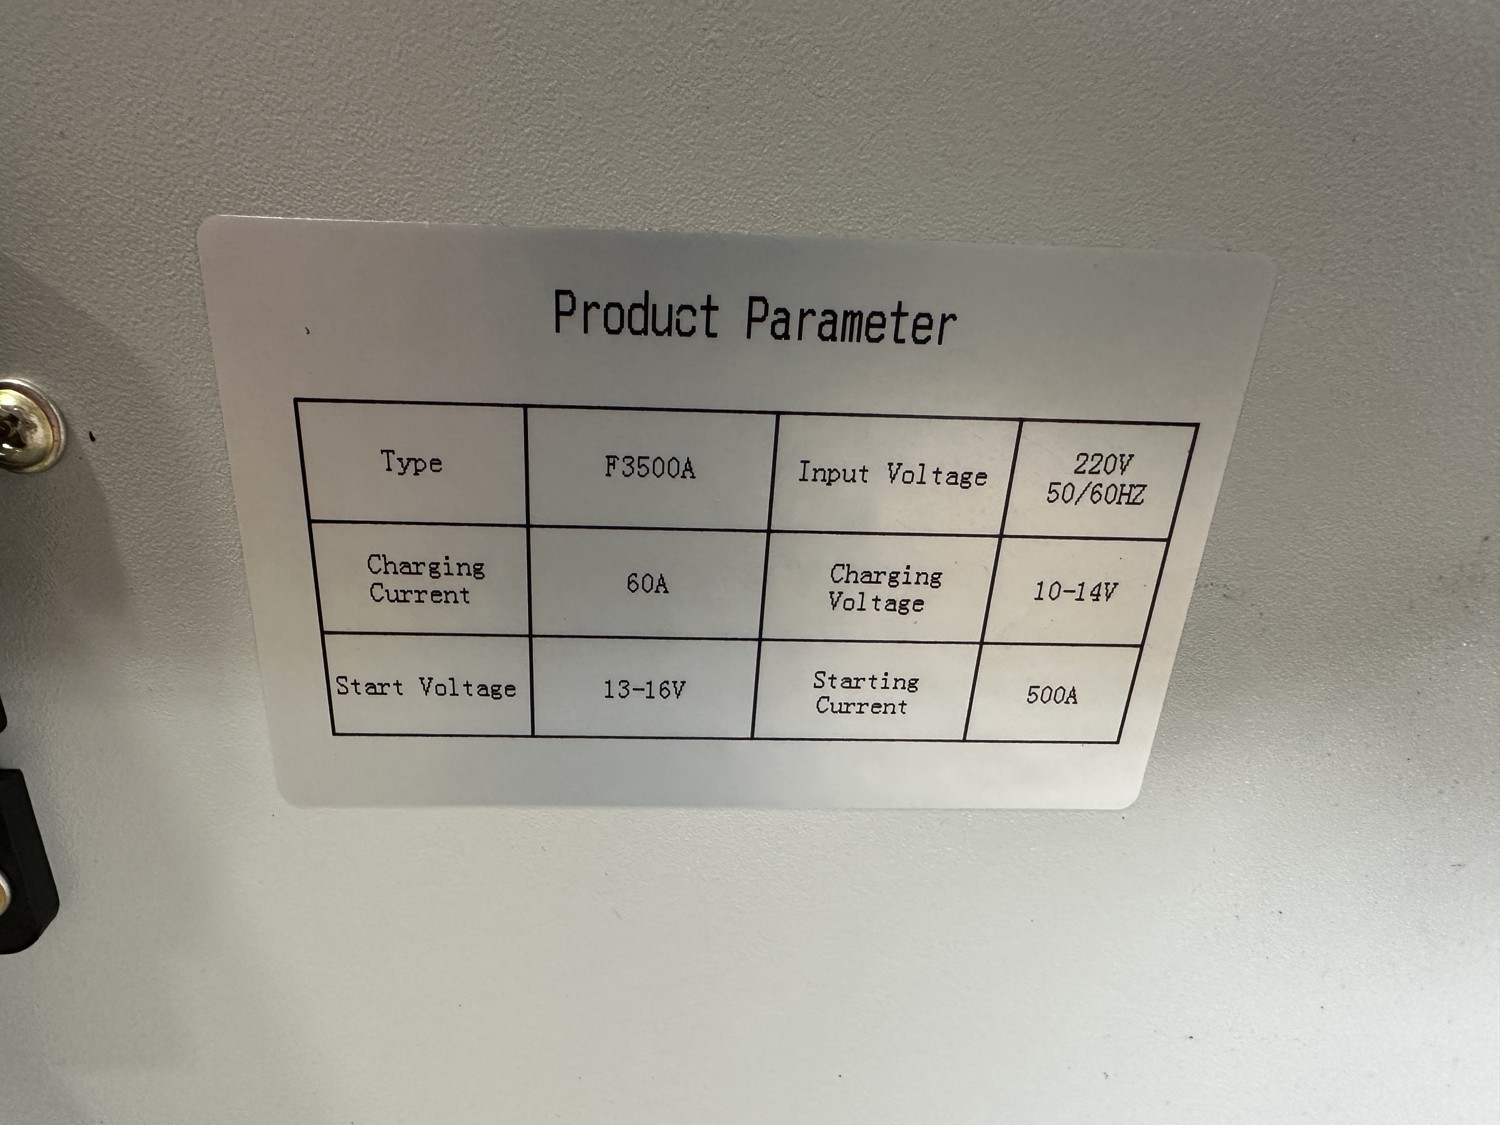 Product Parameter
Type
F3500A
Input Voltage
220V
50/60HZ
Charging
Current
60A
Charging
Voltage
10-14V
Start Voltage
13-16V
Starting
Current
500A